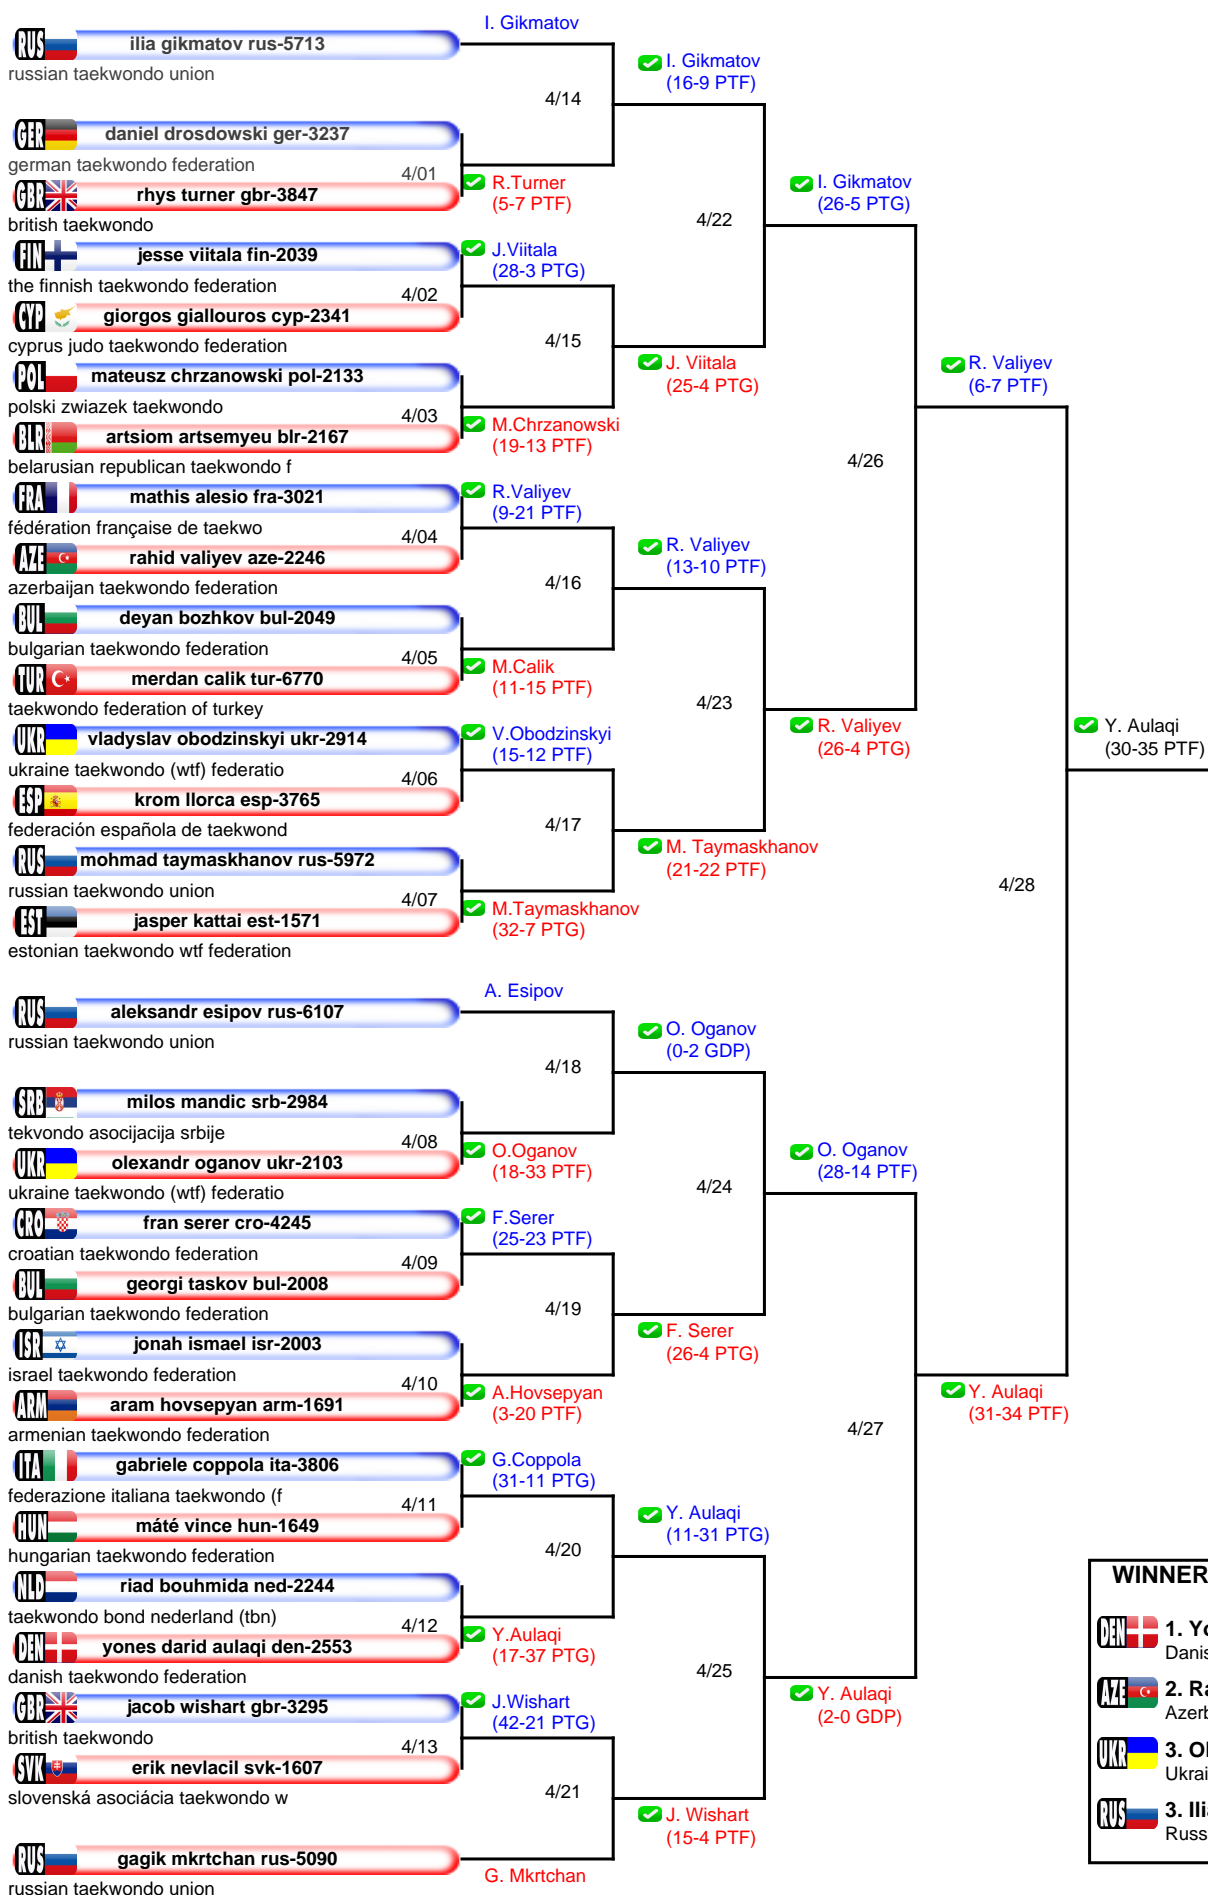 I. Gikmatov
RUS ilia gikmatov rus-5713
russian taekwondo union
I. Gikmatov
(16-9 PTF)
4/14
GER daniel drosdowski ger-3237
german taekwondo federation
4/01
GBR rhys turner gbr-3847
british taekwondo
R.Turner
(5-7 PTF)
I. Gikmatov
(26-5 PTG)
4/22
FIN jesse viitala fin-2039
the finnish taekwondo federation
J.Viitala
(28-3 PTG)
4/02
CYP giorgos giallouros cyp-2341
cyprus judo taekwondo federation
4/15
J. Viitala
(25-4 PTG)
POL mateusz chrzanowski pol-2133
polski zwiazek taekwondo
4/03
BLR artsiom artsemyeu blr-2167
belarusian republican taekwondo f
M.Chrzanowski
(19-13 PTF)
R. Valiyev
(6-7 PTF)
4/26
FRA mathis alesio fra-3021
fédération française de taekwo
R.Valiyev
(9-21 PTF)
4/04
AZE rahid valiyev aze-2246
azerbaijan taekwondo federation
R. Valiyev
(13-10 PTF)
4/16
BUL deyan bozhkov bul-2049
bulgarian taekwondo federation
4/05
TUR merdan calik tur-6770
taekwondo federation of turkey
M.Calik
(11-15 PTF)
4/23
R. Valiyev
(26-4 PTG)
Y. Aulaqi
(30-35 PTF)
UKR vladyslav obodzinskyi ukr-2914
ukraine taekwondo (wtf) federatio
V.Obodzinskyi
(15-12 PTF)
4/06
ESP krom llorca esp-3765
federación española de taekwond
4/17
M. Taymaskhanov
(21-22 PTF)
RUS mohmad taymaskhanov rus-5972
russian taekwondo union
4/07
EST jasper kattai est-1571
estonian taekwondo wtf federation
M.Taymaskhanov
(32-7 PTG)
4/28
A. Esipov
RUS aleksandr esipov rus-6107
russian taekwondo union
O. Oganov
(0-2 GDP)
4/18
SRB milos mandic srb-2984
tekvondo asocijacija srbije
4/08
UKR olexandr oganov ukr-2103
ukraine taekwondo (wtf) federatio
O.Oganov
(18-33 PTF)
O. Oganov
(28-14 PTF)
4/24
CRO fran serer cro-4245
croatian taekwondo federation
F.Serer
(25-23 PTF)
4/09
BUL georgi taskov bul-2008
bulgarian taekwondo federation
4/19
F. Serer
(26-4 PTG)
ISR jonah ismael isr-2003
israel taekwondo federation
4/10
ARM aram hovsepyan arm-1691
armenian taekwondo federation
A.Hovsepyan
(3-20 PTF)
Y. Aulaqi
(31-34 PTF)
4/27
ITA gabriele coppola ita-3806
federazione italiana taekwondo (f
G.Coppola
(31-11 PTG)
4/11
HUN máté vince hun-1649
hungarian taekwondo federation
Y. Aulaqi
(11-31 PTG)
4/20
NLD riad bouhmida ned-2244
taekwondo bond nederland (tbn)
4/12
DEN yones darid aulaqi den-2553
danish taekwondo federation
Y.Aulaqi
(17-37 PTG)
4/25
Y. Aulaqi
(2-0 GDP)
GBR jacob wishart gbr-3295
british taekwondo
J.Wishart
(42-21 PTG)
4/13
SVK erik nevlacil svk-1607
slovenská asociácia taekwondo w
4/21
J. Wishart
(15-4 PTF)
RUS gagik mkrtchan rus-5090
russian taekwondo union
G. Mkrtchan
WINNER
DEN 1. Yo
Danis
AZE 2. Ra
Azerb
UKR 3. Ol
Ukrai
RUS 3. Ilia
Russ